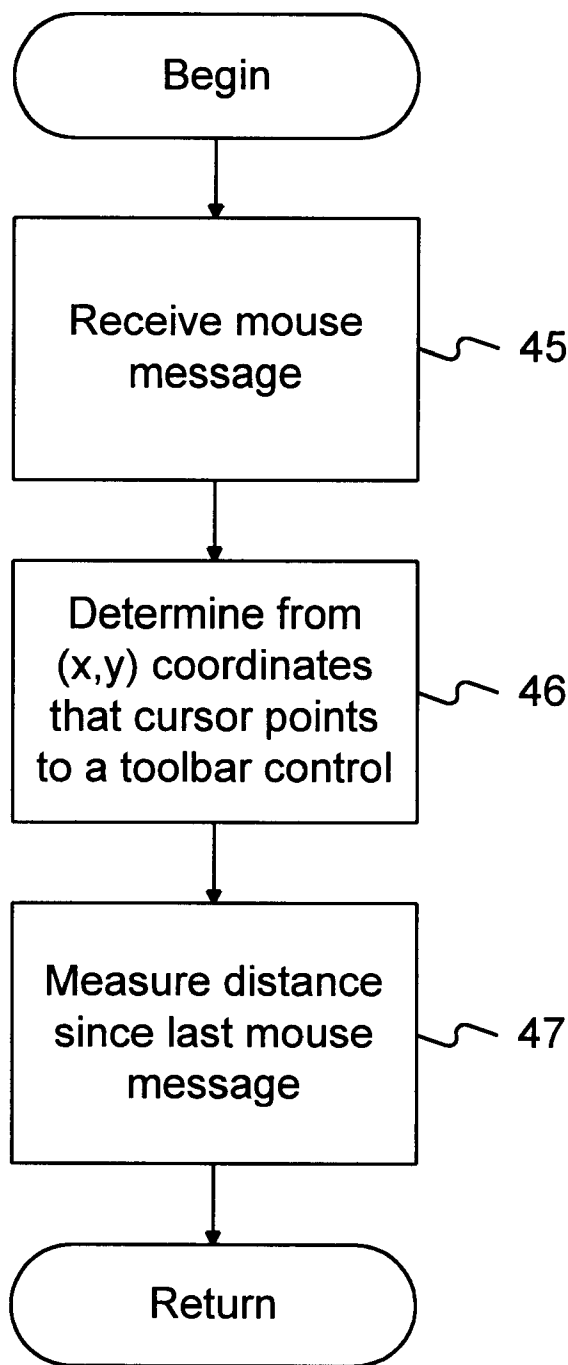 Begin
Receive mouse
message
45
Determine from
(x,y) coordinates
that cursor points
to a toolbar control
46
Measure distance
since last mouse
message
47
Return